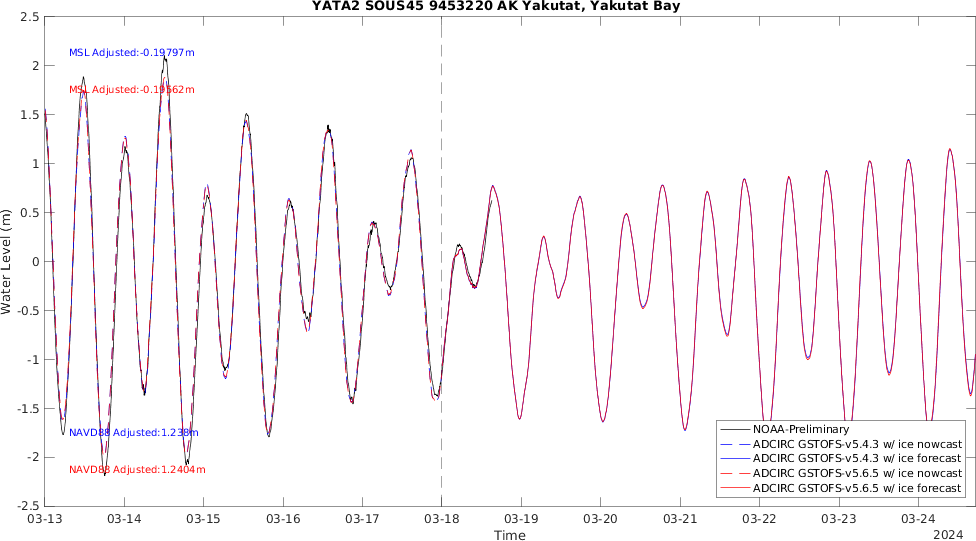 YATA2 SOUS45 9453220 AK Yakutat, Yakutat Bay
2.5
2
1.5
1
0.5
0
-0.5
-1
-1.5
-2
-2.5
Water Level (m)
MSL Adjusted:-0.19797m
MSL Adjusted:-0.19562m
NAVD88 Adjusted:1.238m
NAVD88 Adjusted:1.2404m
NOAA-Preliminary
ADCIRC GSTOFS-v5.4.3 w/ ice nowcast
ADCIRC GSTOFS-v5.4.3 w/ ice forecast
ADCIRC GSTOFS-v5.6.5 w/ ice nowcast
ADCIRC GSTOFS-v5.6.5 w/ ice forecast
03-13 03-14 03-15 03-16 03-17 03-18 03-19 03-20 03-21 03-22 03-23 03-24
Time
2024